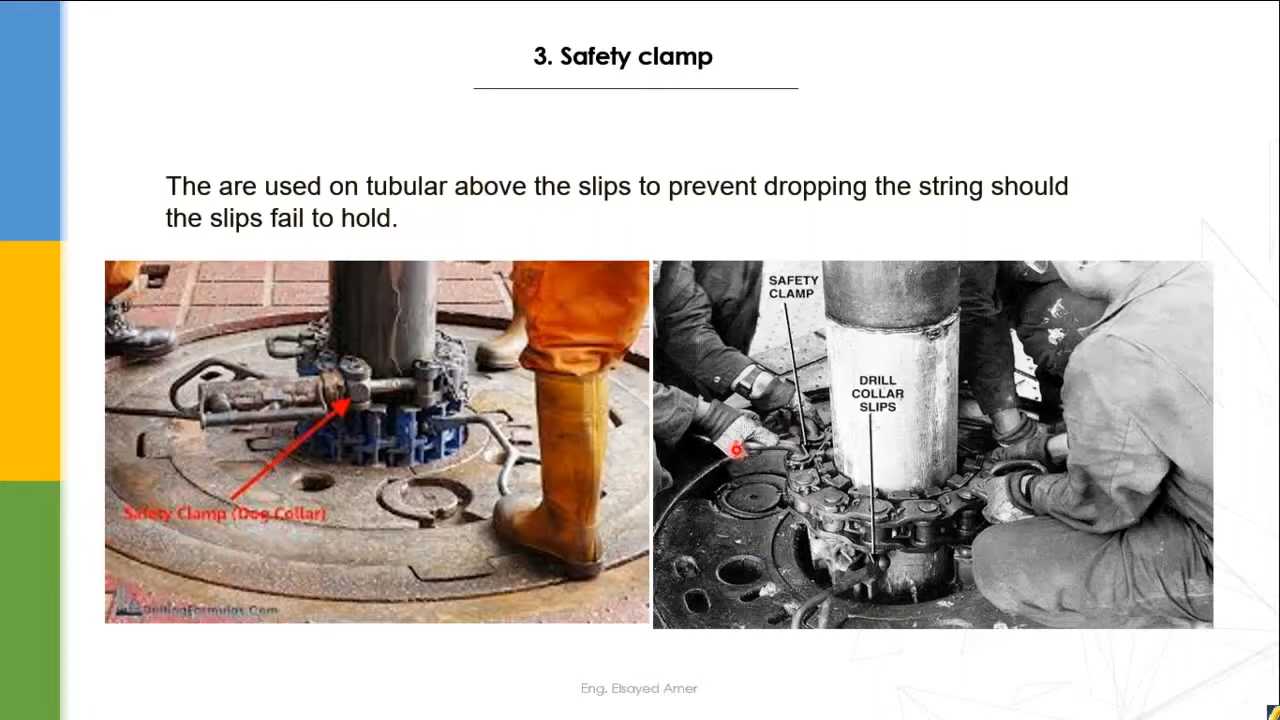 3. Safety clamp
The are used on tubular above the slips to prevent dropping the string should
the slips fail to hold.
SAFETY
CLAMP
DRILL
COLLAR
SLIPS
Safety Clamp (Dog Collar)
DrillingFormulas.Com
Eng. Elsayed Amer